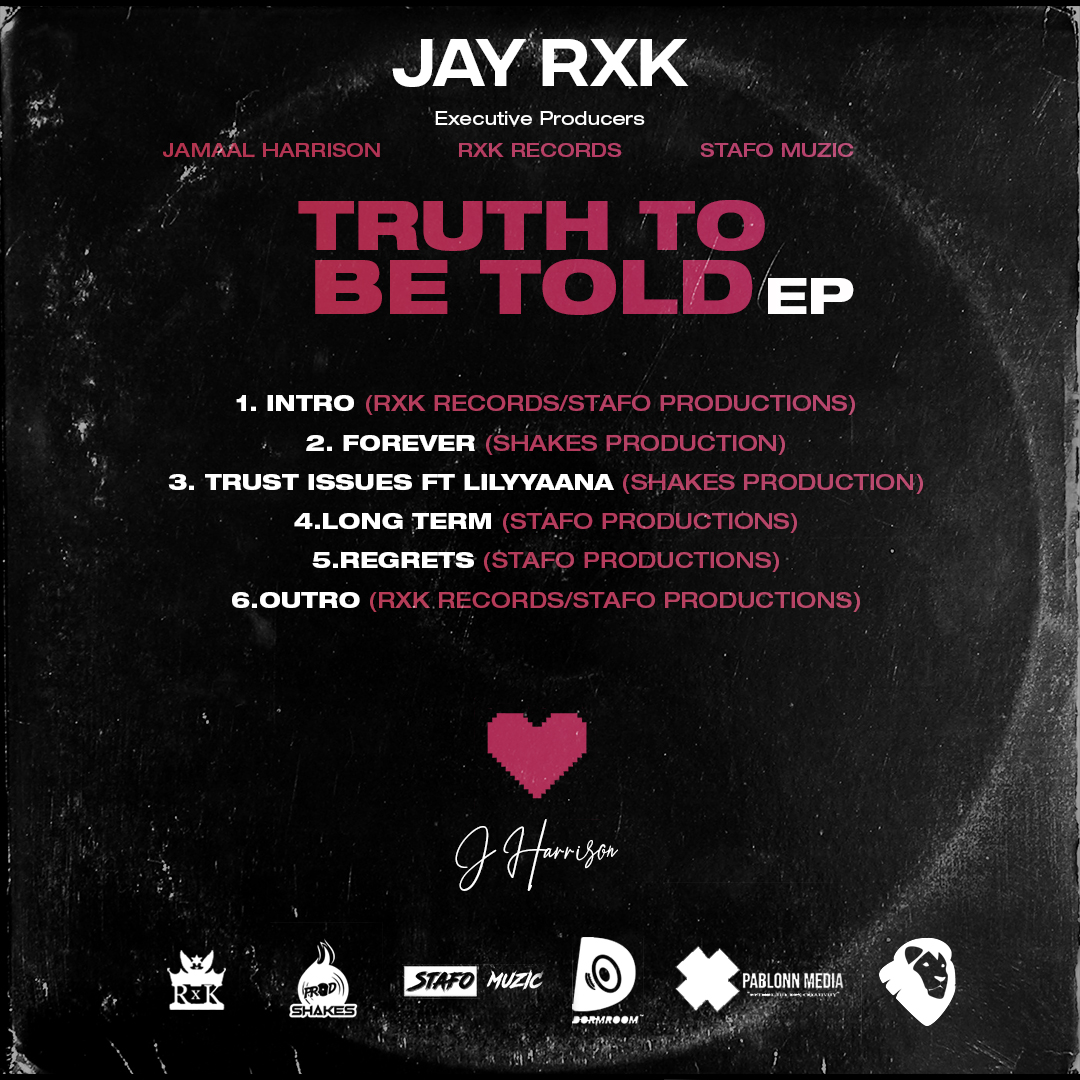 JAY RXK
Executive Producers
JAMAAL HARRISON RXK RECORDS STAFO MUZIC
TRUTH TO
BE TOLD EP
1. INTRO (RXK RECORDS/STAFO PRODUCTIONS)
2. FOREVER (SHAKES PRODUCTION)
3. TRUST ISSUES FT LILYYAANA (SHAKES PRODUCTION)
4.LONG TERM (STAFO PRODUCTIONS)
5.REGRETS (STAFO PRODUCTIONS)
6.OUTRO (RXK RECORDS/STAFO PRODUCTIONS)
J Harrison
RxK
PROD
SHAKES
STAFO MUZIC
DORMROOM
PABLONN MEDIA